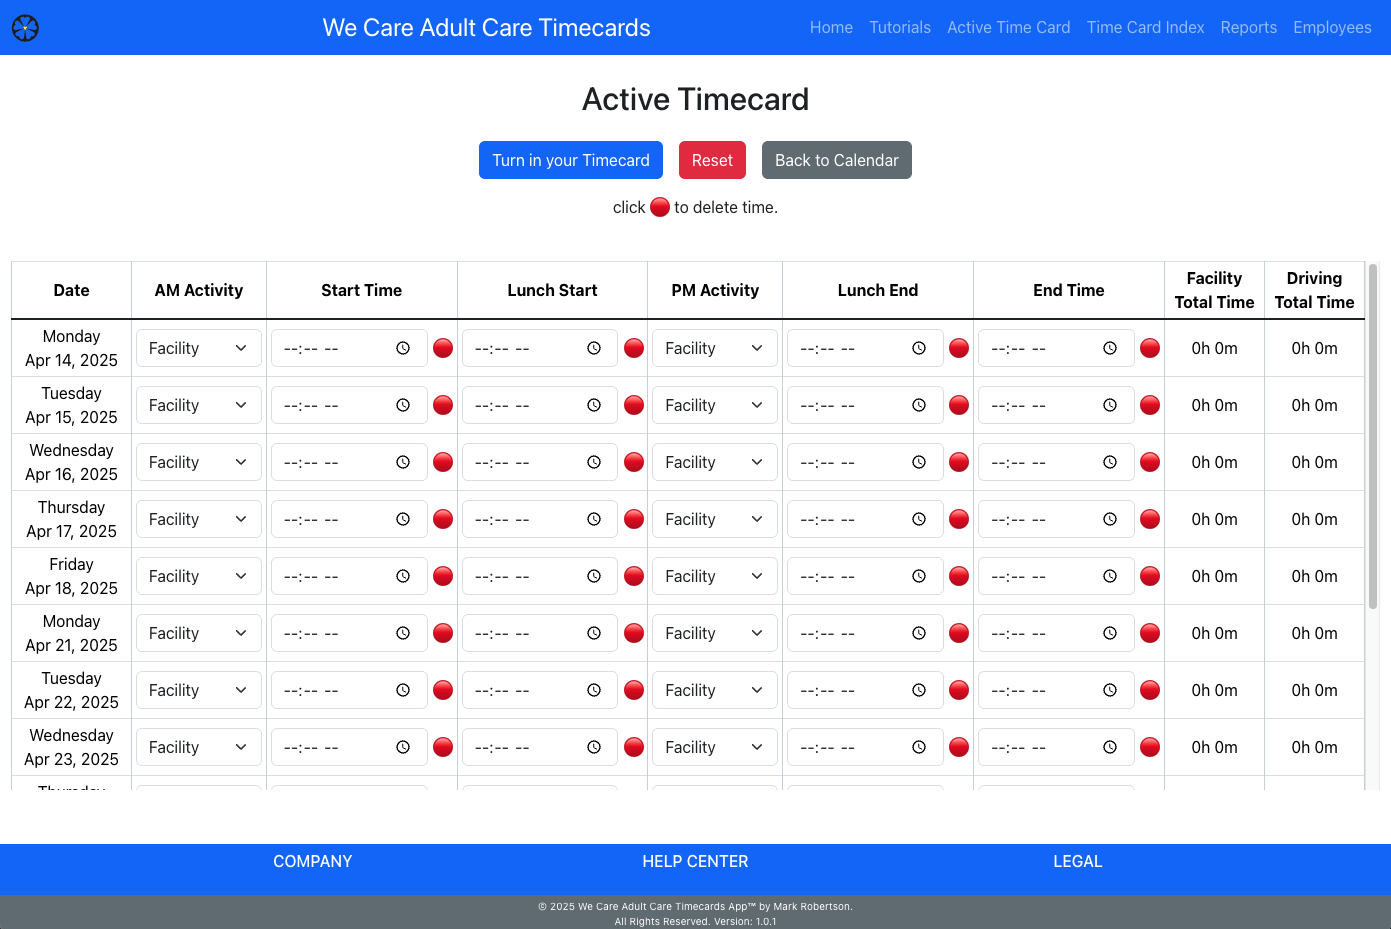 We Care Adult Care Timecards
Home Tutorials Active Time Card Time Card Index Reports Employees
Active Timecard
Turn in your Timecard Reset Back to Calendar
click 🔴 to delete time.
Date AM Activity Start Time Lunch Start PM Activity Lunch End End Time Facility Total Time Driving Total Time
Monday
Apr 14, 2025 Facility --:-- -- --:-- -- Facility --:-- -- --:-- -- 0h 0m 0h 0m
Tuesday
Apr 15, 2025 Facility --:-- -- --:-- -- Facility --:-- -- --:-- -- 0h 0m 0h 0m
Wednesday
Apr 16, 2025 Facility --:-- -- --:-- -- Facility --:-- -- --:-- -- 0h 0m 0h 0m
Thursday
Apr 17, 2025 Facility --:-- -- --:-- -- Facility --:-- -- --:-- -- 0h 0m 0h 0m
Friday
Apr 18, 2025 Facility --:-- -- --:-- -- Facility --:-- -- --:-- -- 0h 0m 0h 0m
Monday
Apr 21, 2025 Facility --:-- -- --:-- -- Facility --:-- -- --:-- -- 0h 0m 0h 0m
Tuesday
Apr 22, 2025 Facility --:-- -- --:-- -- Facility --:-- -- --:-- -- 0h 0m 0h 0m
Wednesday
Apr 23, 2025 Facility --:-- -- --:-- -- Facility --:-- -- --:-- -- 0h 0m 0h 0m
COMPANY HELP CENTER LEGAL
© 2025 We Care Adult Care Timecards App™ by Mark Robertson.
All Rights Reserved. Version: 1.0.1